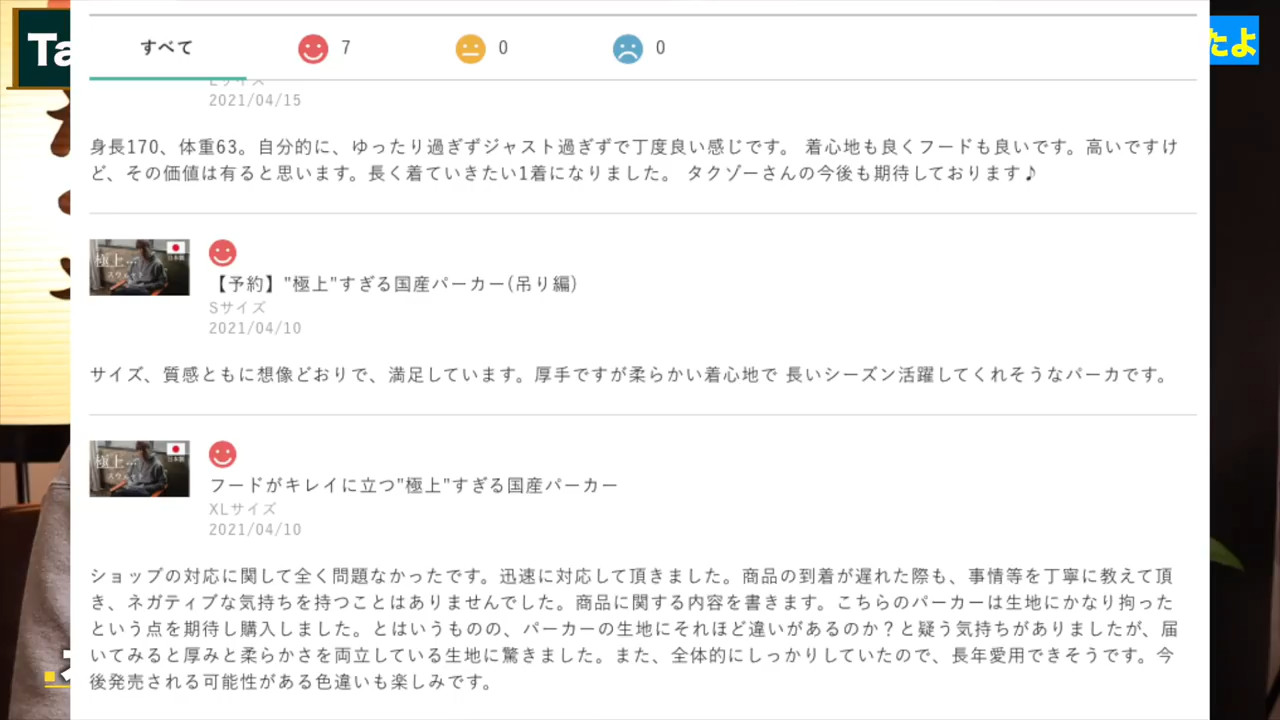 Ta
たよ
すべて
7
0
0
Lサイズ
2021/04/15
身長170、体重63。自分的に、ゆったり過ぎずジャスト過ぎずで丁度良い感じです。 着心地も良くフードも良いです。高いですけ
ど、その価値は有ると思います。長く着ていきたい1着になりました。 タクゾーさんの今後も期待しております♪
極上…
日本製
【予約】"極上"すぎる国産パーカー(吊り編)
Sサイズ
2021/04/10
サイズ、質感ともに想像どおりで、満足しています。厚手ですが柔らかい着心地で 長いシーズン活躍してくれそうなパーカです。
極上…
日本製
フードがキレイに立つ"極上"すぎる国産パーカー
XLサイズ
2021/04/10
ショップの対応に関して全く問題なかったです。迅速に対応して頂きました。商品の到着が遅れた際も、事情等を丁寧に教えて頂
き、ネガティブな気持ちを持つことはありませんでした。商品に関する内容を書きます。こちらのパーカーは生地にかなり拘った
という点を期待し購入しました。とはいうものの、パーカーの生地にそれほど違いがあるのか？と疑う気持ちがありましたが、届
いてみると厚みと柔らかさを両立している生地に驚きました。また、全体的にしっかりしていたので、長年愛用できそうです。今
後発売される可能性がある色違いも楽しみです。